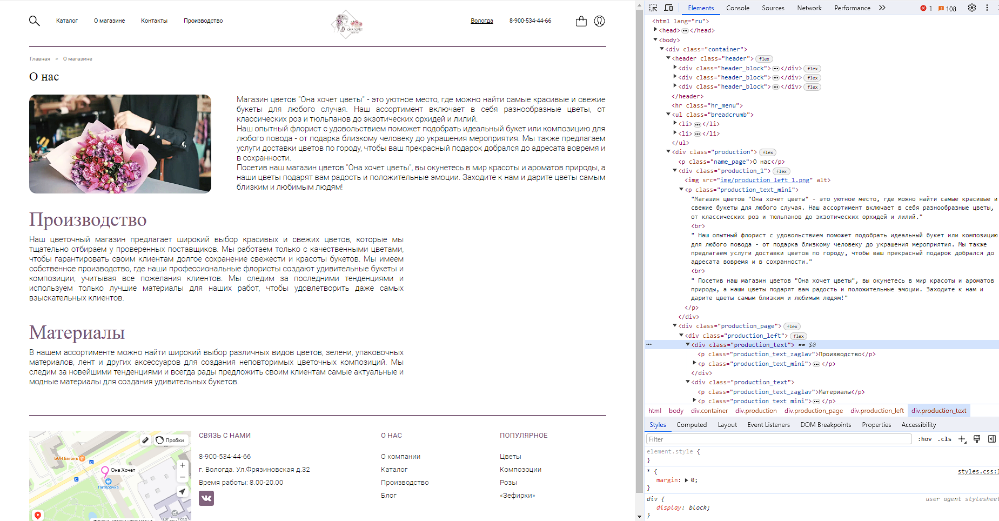 Каталог
О магазине
Контакты
Производство
ОНА ХОЧЕТ
ЦВЕТЫ
Вологда
8-900-534-44-66
Главная > О магазине
О нас
Магазин цветов "Она хочет цветы" - это уютное место, где можно найти самые красивые и свежие
букеты для любого случая. Наш ассортимент включает в себя разнообразные цветы, от
классических роз и тюльпанов до экзотических орхидей и лилий.
Наш опытный флорист с удовольствием поможет подобрать идеальный букет или композицию для
любого повода - от подарка близкому человеку до украшения мероприятия. Мы также предлагаем
услуги доставки цветов по городу, чтобы ваш прекрасный подарок добрался до адресата вовремя и
в сохранности.
Посетив наш магазин цветов "Она хочет цветы", вы окунетесь в мир красоты и ароматов природы, а
наши цветы подарят вам радость и положительные эмоции. Заходите к нам и дарите цветы самым
близким и любимым людям!
Производство
Наш цветочный магазин предлагает широкий выбор красивых и свежих цветов, которые мы
тщательно отбираем у проверенных поставщиков. Мы работаем только с качественными цветами,
чтобы гарантировать своим клиентам долгое сохранение свежести и красоты букетов. Мы имеем
собственное производство, где наши профессиональные флористы создают удивительные букеты и
композиции, учитывая все пожелания клиентов. Мы следим за последними тенденциями и
используем только лучшие материалы для наших работ, чтобы удовлетворить даже самых
взыскательных клиентов.
Материалы
В нашем ассортименте можно найти широкий выбор различных видов цветов, зелени, упаковочных
материалов, лент и других аксессуаров для создания неповторимых цветочных композиций. Мы
следим за новейшими тенденциями и всегда рады предложить своим клиентам самые актуальные и
модные материалы для создания удивительных букетов.
Пробки
БОН Батонъ
Она Хочет
Пятёрочка
СВЯЗЬ С НАМИ
8-900-534-44-66
г. Вологда. Ул.Фрязиновская д.32
Время работы: 8.00-20.00
О НАС
О компании
Каталог
Производство
Блог
ПОПУЛЯРНОЕ
Цветы
Композоции
Розы
«Зефирки»
Elements Console Sources Network Performance 1 108
<html lang="ru">
<head> </head>
<body>
<div class="container">
<header class="header"> flex
<div class="header_block"> </div> flex
<div class="header_block"> </div> flex
<div class="header_block"> </div> flex
</header>
<hr class="hr_menu">
<ul class="breadcrumb">
<li> </li>
<li> </li>
</ul>
<div class="production"> flex
<p class="name_page">О нас</p>
<div class="production_1"> flex
<img src="img/production left 1.png" alt>
<p class="production_text_mini">
"Магазин цветов "Она хочет цветы" - это уютное место, где можно найти самые красивые и
свежие букеты для любого случая. Наш ассортимент включает в себя разнообразные цветы,
от классических роз и тюльпанов до экзотических орхидей и лилий."
<br>
" Наш опытный флорист с удовольствием поможет подобрать идеальный букет или композицию
для любого повода - от подарка близкому человеку до украшения мероприятия. Мы также
предлагаем услуги доставки цветов по городу, чтобы ваш прекрасный подарок добрался до
адресата вовремя и в сохранности."
<br>
" Посетив наш магазин цветов "Она хочет цветы", вы окунетесь в мир красоты и ароматов
природы, а наши цветы подарят вам радость и положительные эмоции. Заходите к нам и
дарите цветы самым близким и любимым людям!"
</p>
</div>
<div class="production_page"> flex
<div class="production_left"> flex
<div class="production_text"> == $0
<p class="production_text_zaglav">Производство</p>
<p class="production_text_mini"> </p>
</div>
<div class="production_text">
<p class="production_text_zaglav">Материалы</p>
<p class="production_text_mini"> </p>
html body div.container div.production div.production_page div.production_left div.production_text
Styles Computed Layout Event Listeners DOM Breakpoints Properties Accessibility
Filter :hov .cls
element.style {
}
* { styles.css:1
margin: 0;
}
div { user agent stylesheet
display: block;
}